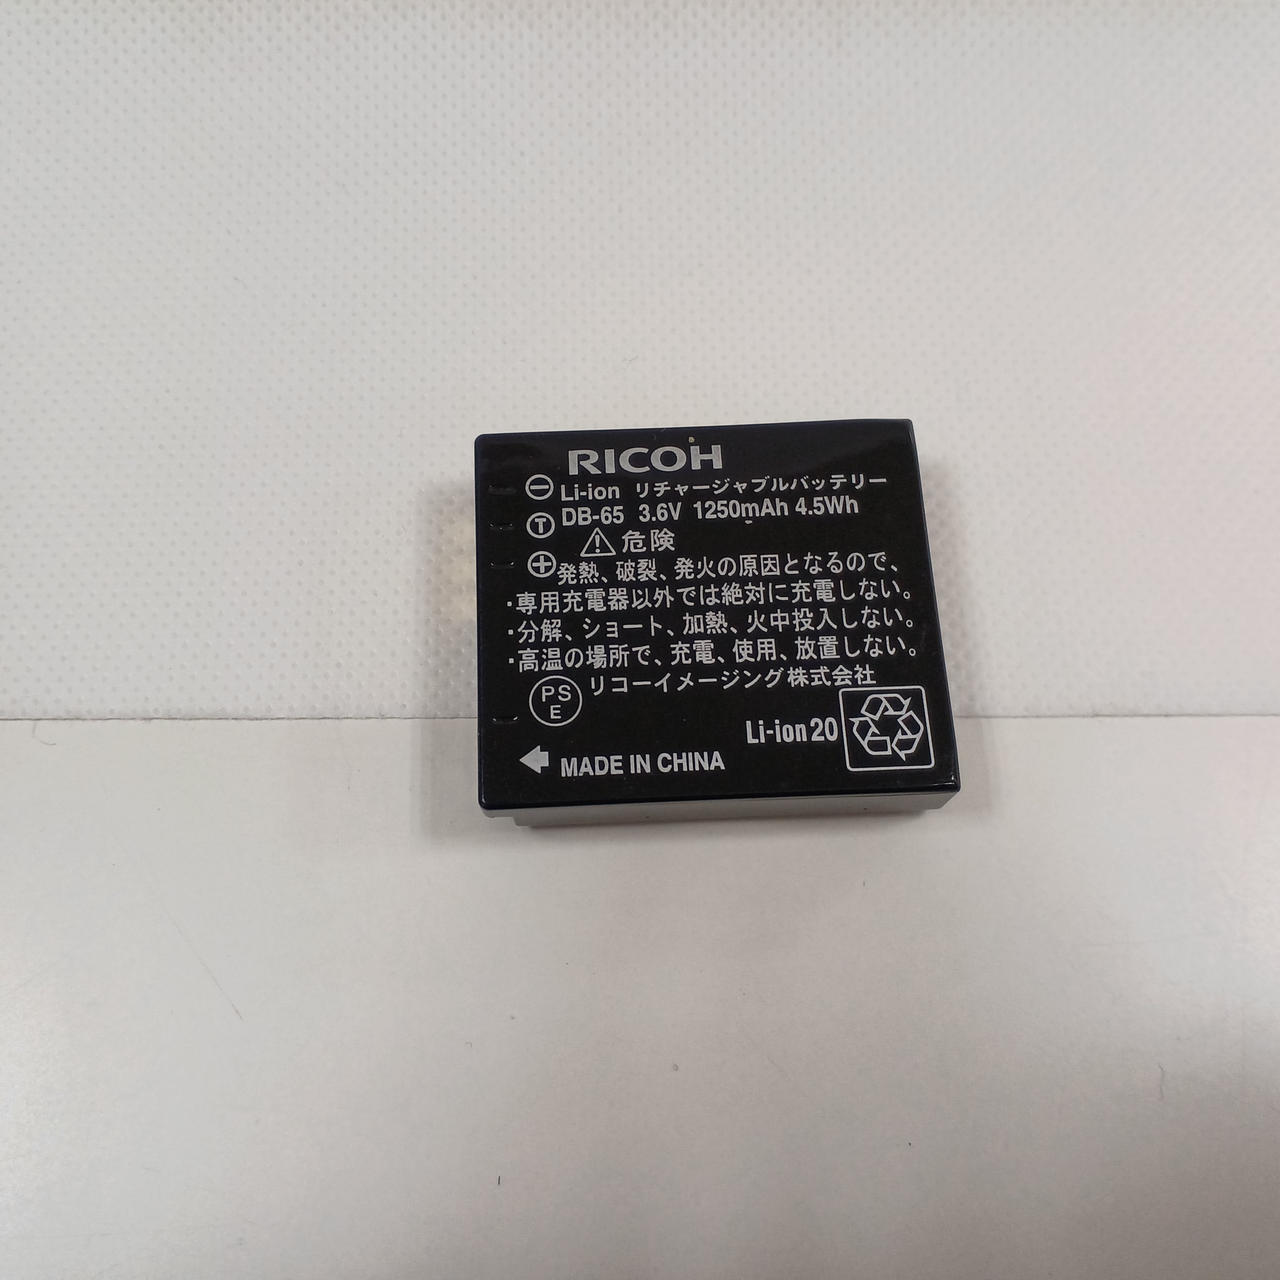 RICOH
⊖ Li-ion リチャージャブルバッテリー
Ⓣ DB-65 3.6V 1250mAh 4.5Wh
⚠ 危険
⊕ 発熱、破裂、発火の原因となるので、
・専用充電器以外では絶対に充電しない。
・分解、ショート、加熱、火中投入しない。
・高温の場所で、充電、使用、放置しない。
PS E リコーイメージング株式会社
Li-ion 20
MADE IN CHINA